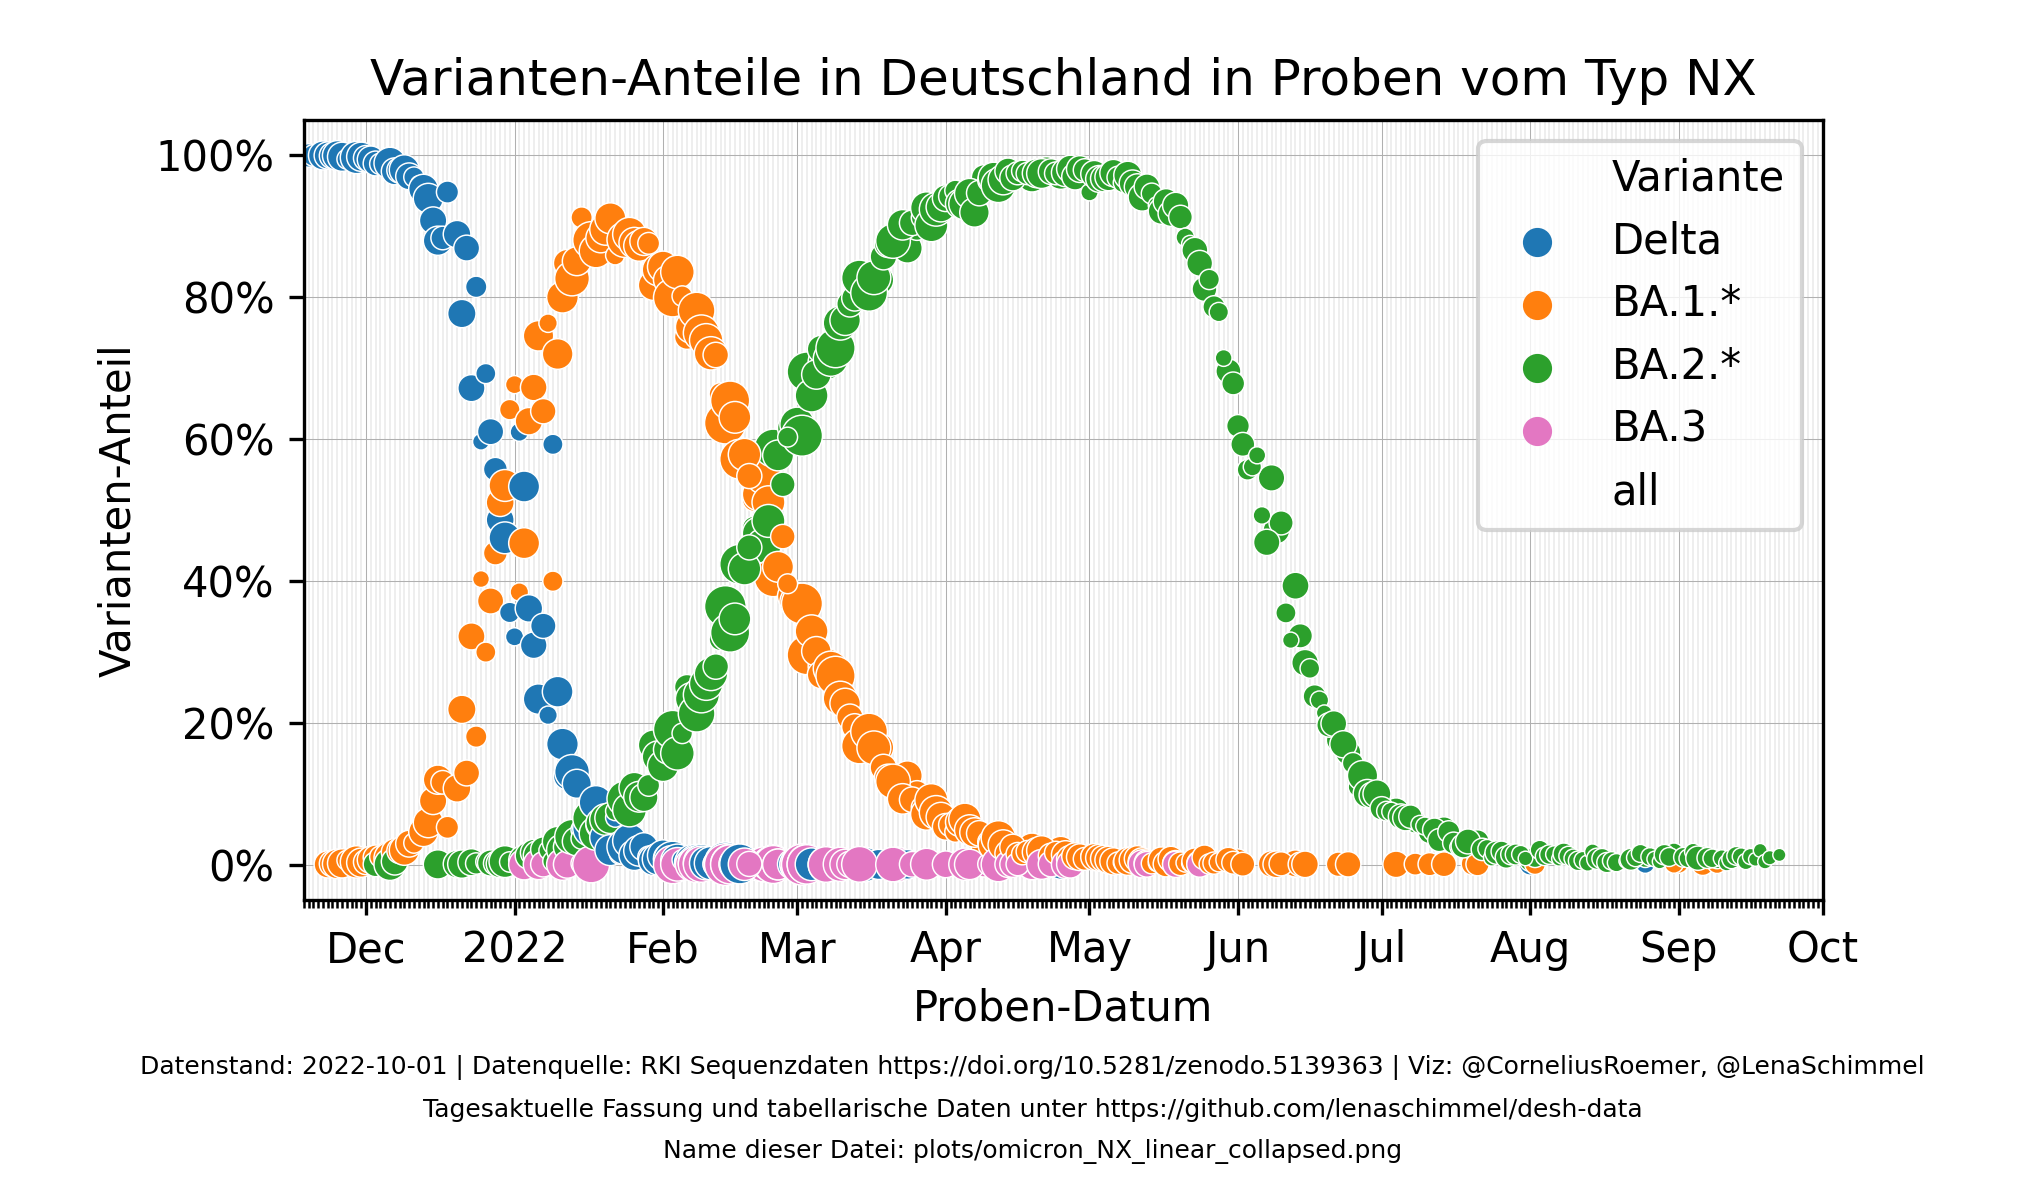 Varianten-Anteile in Deutschland in Proben vom Typ NX
100%
80%
60%
40%
20%
0%
Varianten-Anteil
Variante
Delta
BA.1.*
BA.2.*
BA.3
all
Dec 2022 Feb Mar Apr May Jun Jul Aug Sep Oct
Proben-Datum
Datenstand: 2022-10-01 | Datenquelle: RKI Sequenzdaten https://doi.org/10.5281/zenodo.5139363 | Viz: @CorneliusRoemer, @LenaSchimmel
Tagesaktuelle Fassung und tabellarische Daten unter https://github.com/lenaschimmel/desh-data
Name dieser Datei: plots/omicron_NX_linear_collapsed.png